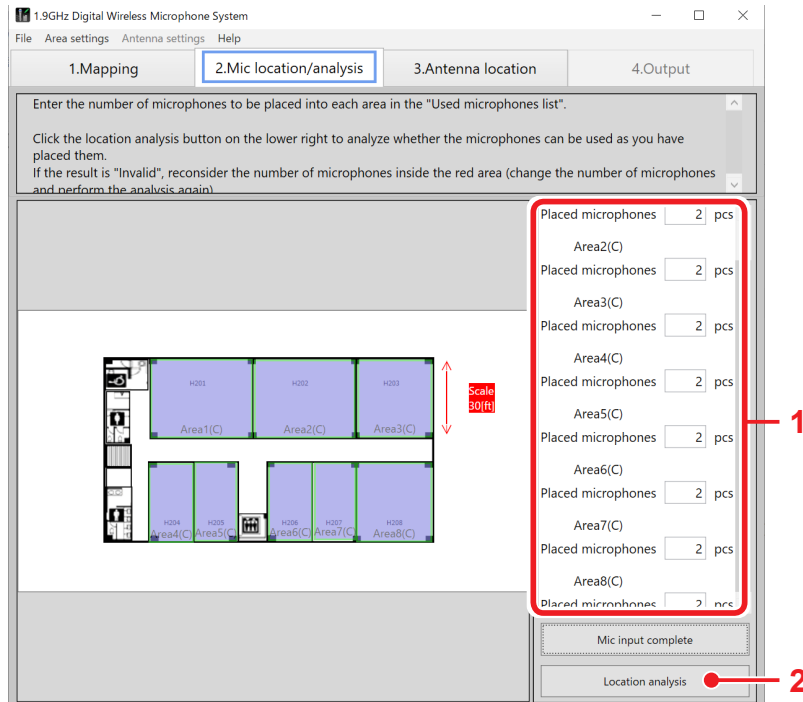 1.9GHz Digital Wireless Microphone System
File Area settings Antenna settings Help
1.Mapping 2.Mic location/analysis 3.Antenna location 4.Output
Enter the number of microphones to be placed into each area in the "Used microphones list".
Click the location analysis button on the lower right to analyze whether the microphones can be used as you have
placed them.
If the result is "Invalid", reconsider the number of microphones inside the red area (change the number of microphones
and perform the analysis again)
Placed microphones 2 pcs
Area2(C)
Placed microphones 2 pcs
Area3(C)
Placed microphones 2 pcs
Area4(C)
Placed microphones 2 pcs
Area5(C)
Placed microphones 2 pcs
Area6(C)
Placed microphones 2 pcs
Area7(C)
Placed microphones 2 pcs
Area8(C)
Placed microphones 2 pcs
1
H201 H202 H203
Area1(C) Area2(C) Area3(C)
Scale
30[ft]
H204 H205 H206 H207 H208
Area4(C) Area5(C) Area6(C) Area7(C) Area8(C)
Mic input complete
Location analysis
2